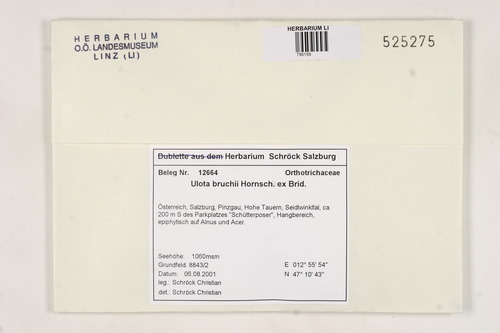 HERBARIUM
O.Ö. LANDESMUSEUM
LINZ (LI)
HERBARIUM LI
525275
Dublette aus dem Herbarium Schröck Salzburg
Beleg Nr. 12664 Orthotrichaceae
Ulota bruchii Hornsch. ex Brid.
Österreich, Salzburg, Pinzgau, Hohe Tauern, Seidlwinkltal, ca.
200 m S des Parkplatzes "Schütterposer", Hangbereich,
epiphytisch auf Alnus und Acer.
Seehöhe: 1060msm
Grundfeld: 8843/2 E 012° 55' 54"
Datum: 06.08.2001 N 47° 10' 43"
leg.: Schröck Christian
det.: Schröck Christian